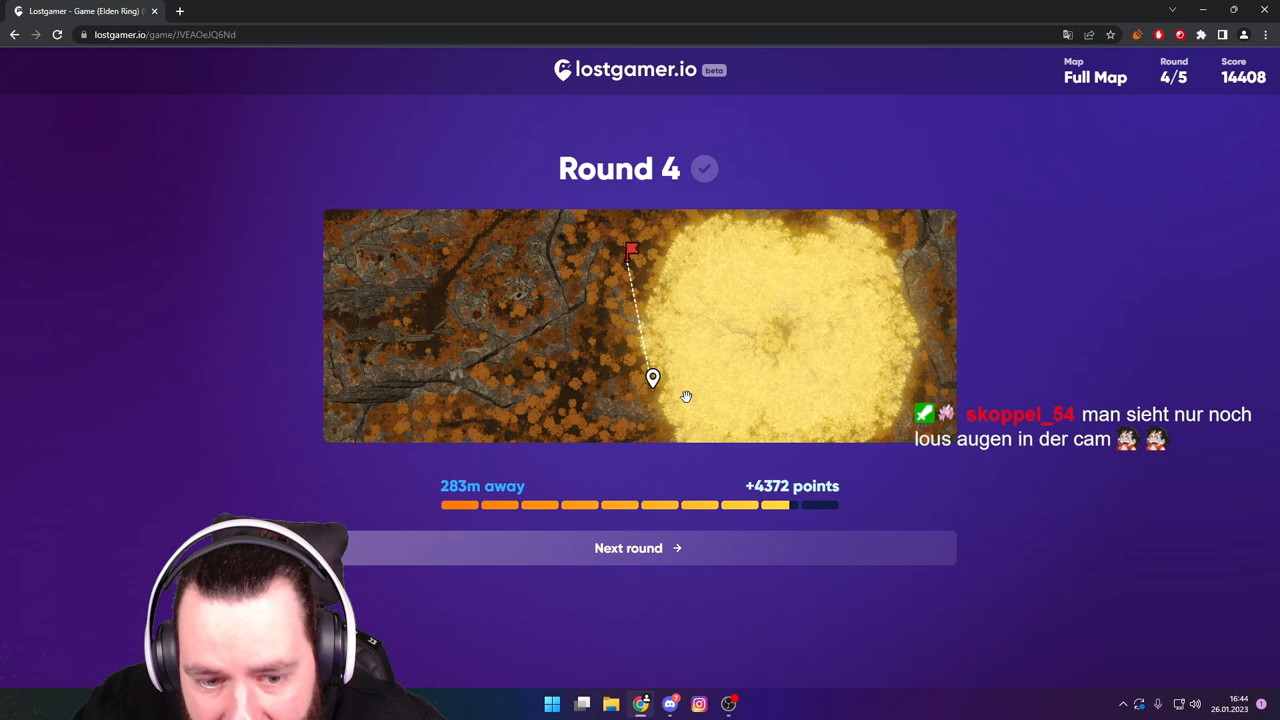 Lostgamer - Game (Elden Ring) (
lostgamer.io/game/JVEAOeJQ6Nd
lostgamer.io beta
Map
Full Map
Round
4/5
Score
14408
Round 4
skoppel_54 man sieht nur noch
lous augen in der cam
283m away
+4372 points
Next round →
16:44
26.01.2023